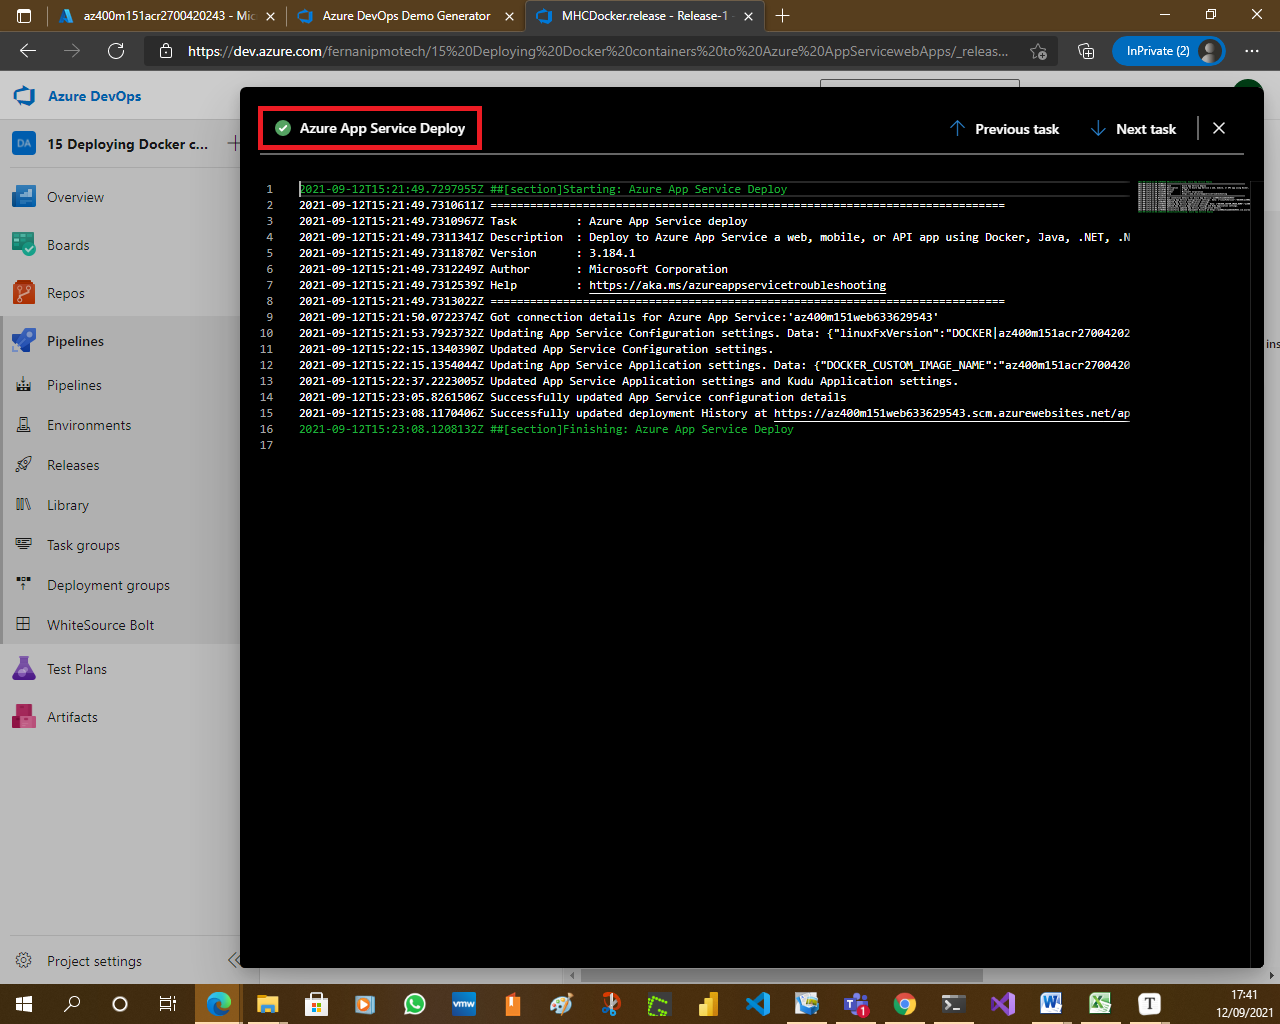 az400m151acr2700420243 - Mic
Azure DevOps Demo Generator
MHCDocker.release - Release-1 -
https://dev.azure.com/fernanipmotech/15%20Deploying%20Docker%20containers%20to%20Azure%20AppServicewebApps/_releas...
InPrivate (2)
Azure DevOps
DA
15 Deploying Docker c...
Overview
Boards
Repos
Pipelines
Pipelines
Environments
Releases
Library
Task groups
Deployment groups
WhiteSource Bolt
Test Plans
Artifacts
Project settings
Azure App Service Deploy
Previous task
Next task
1 2021-09-12T15:21:49.7297955Z ##[section]Starting: Azure App Service Deploy
2 2021-09-12T15:21:49.7310611Z ==============================================================================
3 2021-09-12T15:21:49.7310967Z Task : Azure App Service deploy
4 2021-09-12T15:21:49.7311341Z Description : Deploy to Azure App Service a web, mobile, or API app using Docker, Java, .NET, .N
5 2021-09-12T15:21:49.7311870Z Version : 3.184.1
6 2021-09-12T15:21:49.7312249Z Author : Microsoft Corporation
7 2021-09-12T15:21:49.7312539Z Help : https://aka.ms/azureappservicetroubleshooting
8 2021-09-12T15:21:49.7313022Z ==============================================================================
9 2021-09-12T15:21:50.0722374Z Got connection details for Azure App Service:'az400m151web633629543'
10 2021-09-12T15:21:53.7923732Z Updating App Service Configuration settings. Data: {"linuxFxVersion":"DOCKER|az400m151acr27004202
11 2021-09-12T15:22:15.1340390Z Updated App Service Configuration settings.
12 2021-09-12T15:22:15.1354044Z Updating App Service Application settings. Data: {"DOCKER_CUSTOM_IMAGE_NAME":"az400m151acr2700420
13 2021-09-12T15:22:37.2223005Z Updated App Service Application settings and Kudu Application settings.
14 2021-09-12T15:23:05.8261506Z Successfully updated App Service configuration details
15 2021-09-12T15:23:08.1170406Z Successfully updated deployment History at https://az400m151web633629543.scm.azurewebsites.net/ap
16 2021-09-12T15:23:08.1208132Z ##[section]Finishing: Azure App Service Deploy
17
ins
vmw
1
T
17:41
12/09/2021